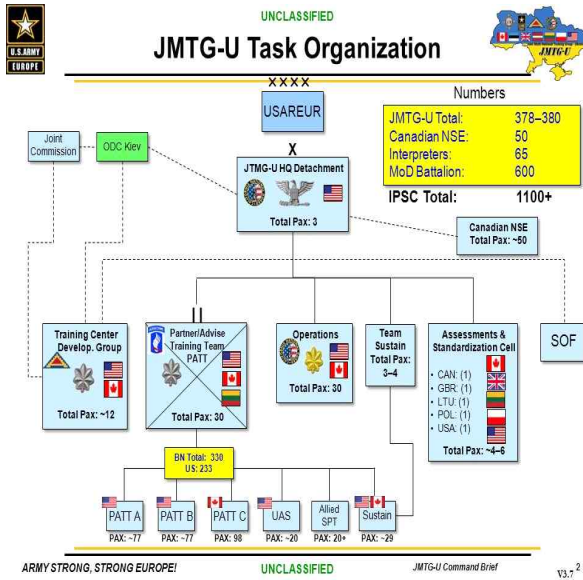 UNCLASSIFIED
U.S.ARMY
EUROPE
JMTG-U Task Organization
JMTG-U
XXXX
USAREUR
Numbers
JMTG-U Total: 378–380
Canadian NSE: 50
Interpreters: 65
MoD Battalion: 600
IPSC Total: 1100+
Joint
Commission
ODC Kiev
X
JTMG-U HQ Detachment
Total Pax: 3
Canadian NSE
Total Pax: ~50
Training Center
Develop. Group
Total Pax: ~12
II
Partner/Advise
Training Team
PATT
Total Pax: 30
Operations
Total Pax: 30
Team
Sustain
Total Pax:
3–4
Assessments &
Standardization Cell
• CAN: (1)
• GBR: (1)
• LTU: (1)
• POL: (1)
• USA: (1)
Total Pax: ~4–6
SOF
BN Total: 330
US: 233
PATT A
PAX: ~77
PATT B
PAX: ~77
PATT C
PAX: 98
UAS
PAX: ~20
Allied
SPT
PAX: 20+
Sustain
PAX: ~29
ARMY STRONG, STRONG EUROPE!
UNCLASSIFIED
JMTG-U Command Brief
V3.7 2